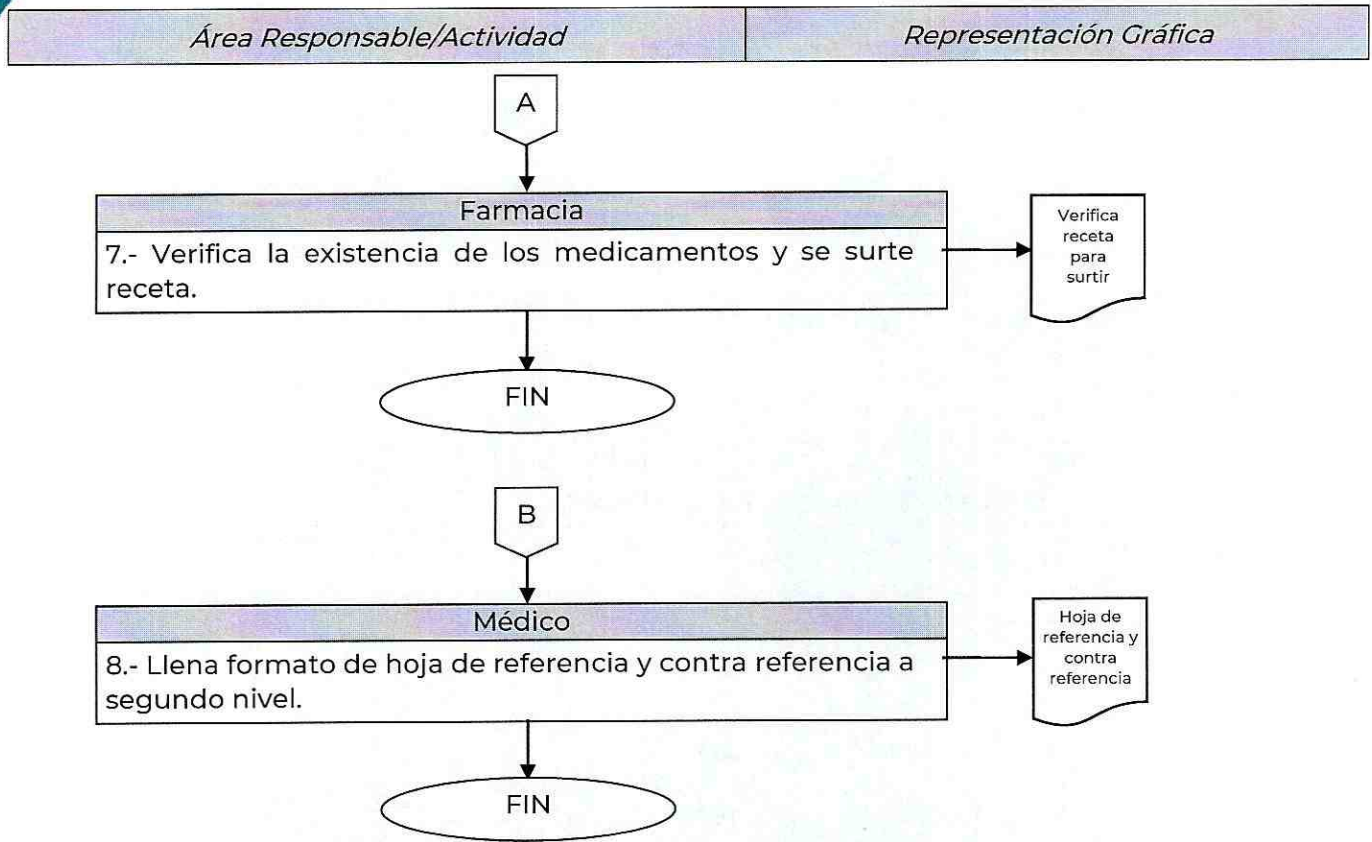 Área Responsable/Actividad
Representación Gráfica
A
Farmacia
7.- Verifica la existencia de los medicamentos y se surte
receta.
Verifica
receta
para
surtir
FIN
B
Médico
8.- Llena formato de hoja de referencia y contra referencia a
segundo nivel.
Hoja de
referencia y
contra
referencia
FIN